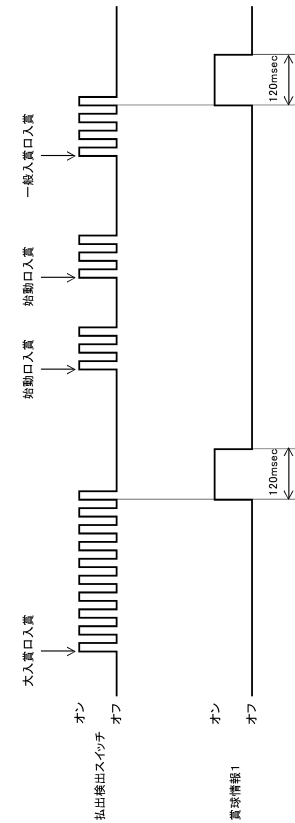 大入賞口入賞
始動口入賞
始動口入賞
一般入賞口入賞
オン
払出検出スイッチ
オフ
オン
賞球情報1
オフ
120msec
120msec